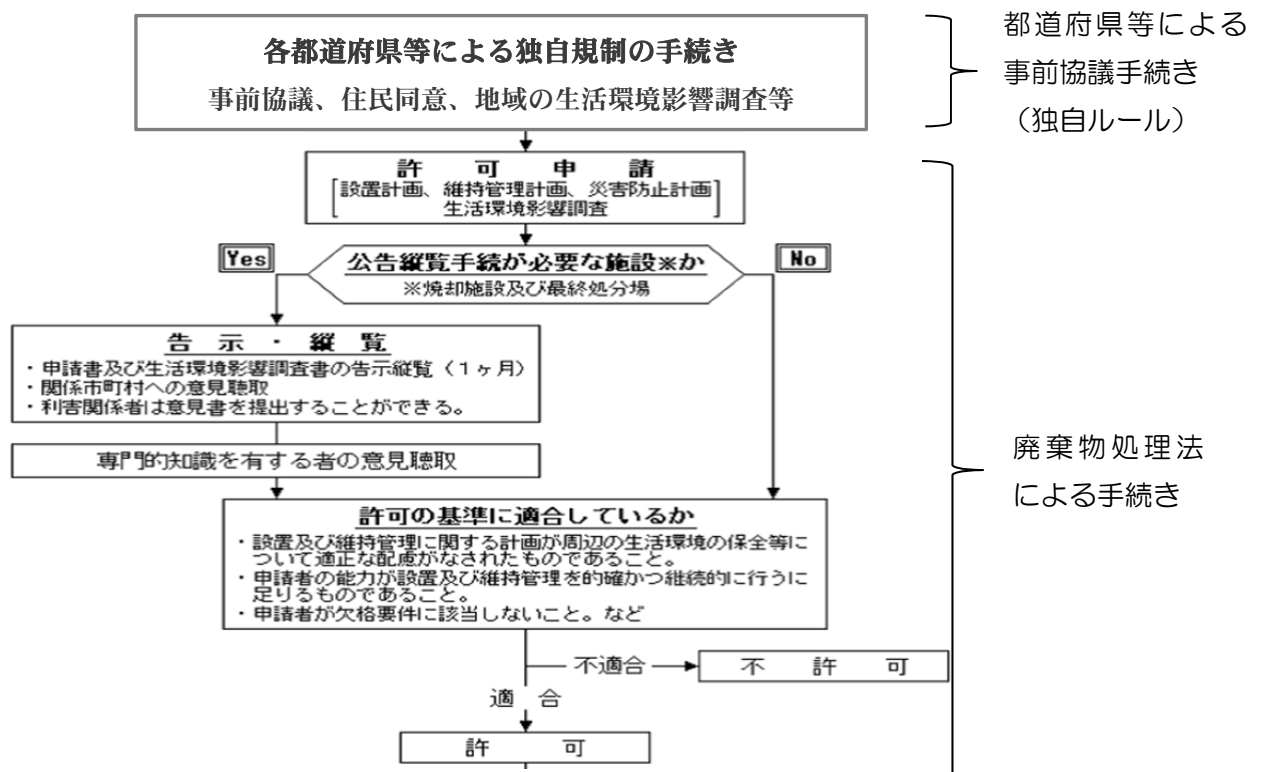 各都道府県等による独自規制の手続き
事前協議、住民同意、地域の生活環境影響調査等
都道府県等による
事前協議手続き
（独自ルール）
許可申請
設置計画、維持管理計画、災害防止計画
生活環境影響調査
Yes
公告縦覧手続が必要な施設※か
※焼却施設及び最終処分場
No
告示・縦覧
・申請書及び生活環境影響調査書の告示縦覧（1ヶ月）
・関係市町村への意見聴取
・利害関係者は意見書を提出することができる。
専門的知識を有する者の意見聴取
廃棄物処理法
による手続き
許可の基準に適合しているか
・設置及び維持管理に関する計画が周辺の生活環境の保全等に
ついて適正な配慮がなされたものであること。
・申請者の能力が設置及び維持管理を的確かつ継続的に行うに
足りるものであること。
・申請者が欠格要件に該当しないこと。など
不適合
不許可
適合
許可